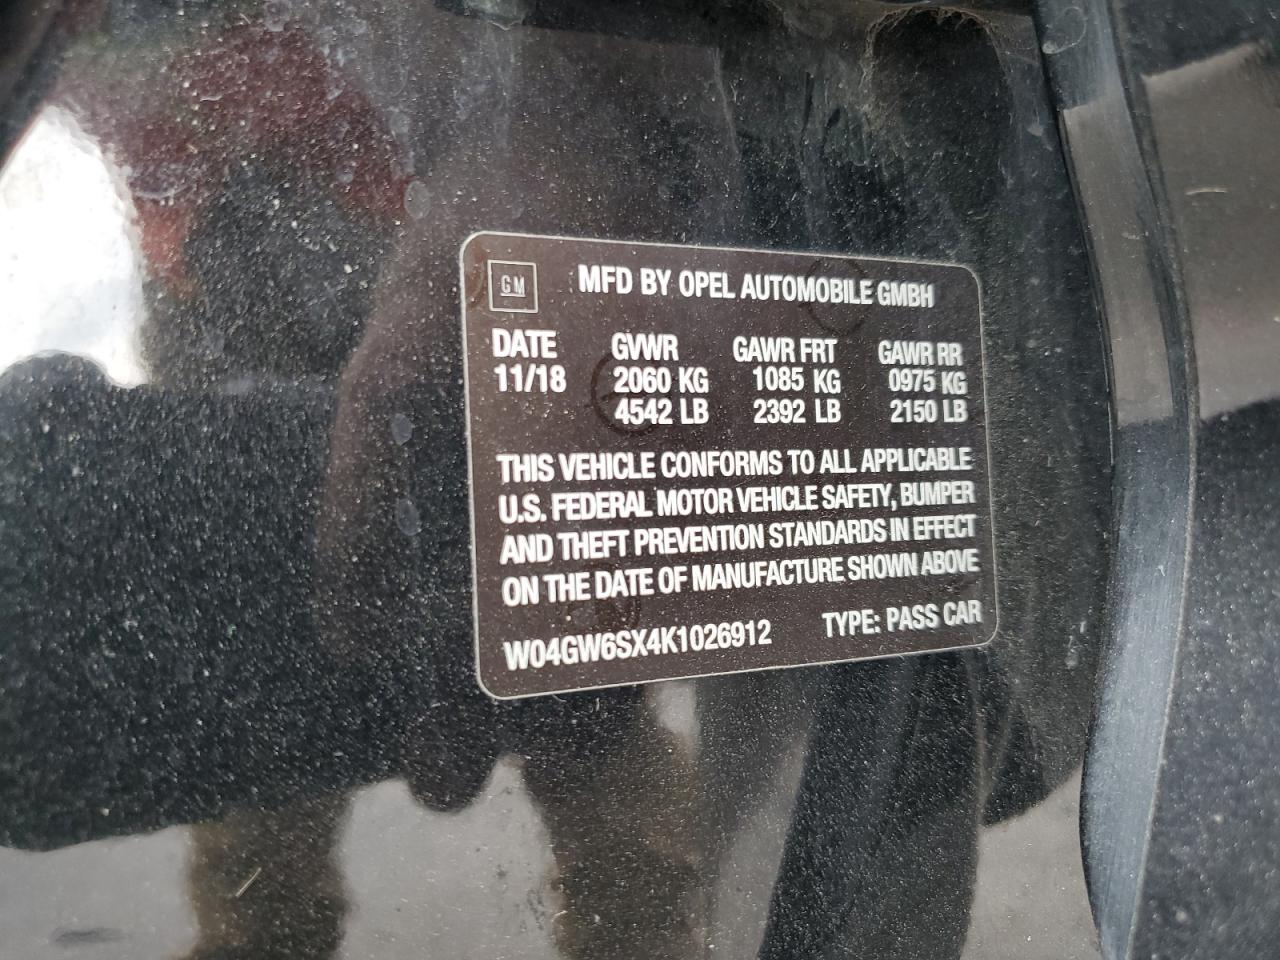 GM MFD BY OPEL AUTOMOBILE GMBH
DATE GVWR GAWR FRT GAWR RR
11/18 2060 KG 1085 KG 0975 KG
4542 LB 2392 LB 2150 LB
THIS VEHICLE CONFORMS TO ALL APPLICABLE
U.S. FEDERAL MOTOR VEHICLE SAFETY, BUMPER
AND THEFT PREVENTION STANDARDS IN EFFECT
ON THE DATE OF MANUFACTURE SHOWN ABOVE
W04GW6SX4K1026912 TYPE: PASS CAR